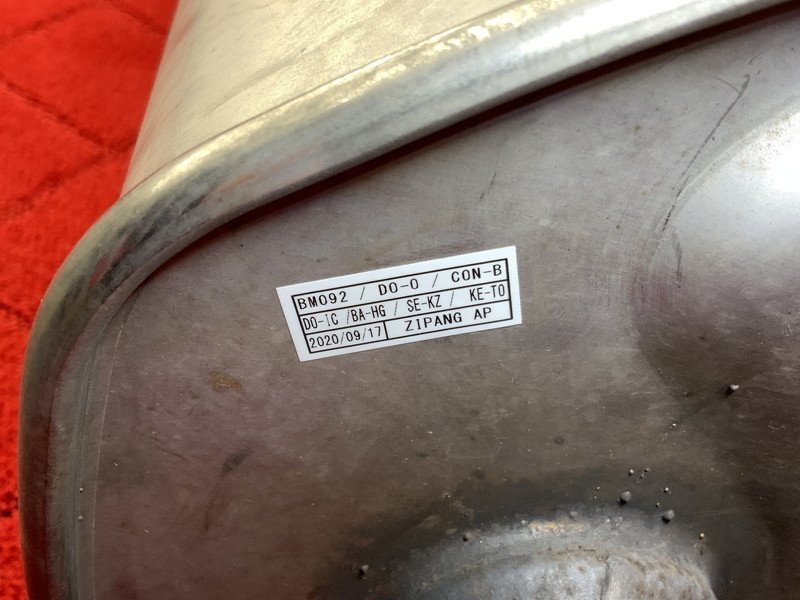 BM092 / DO-O / CON-B
DO-IC /BA-HG / SE-KZ / KE-TO
2020/09/17 ZIPANG AP